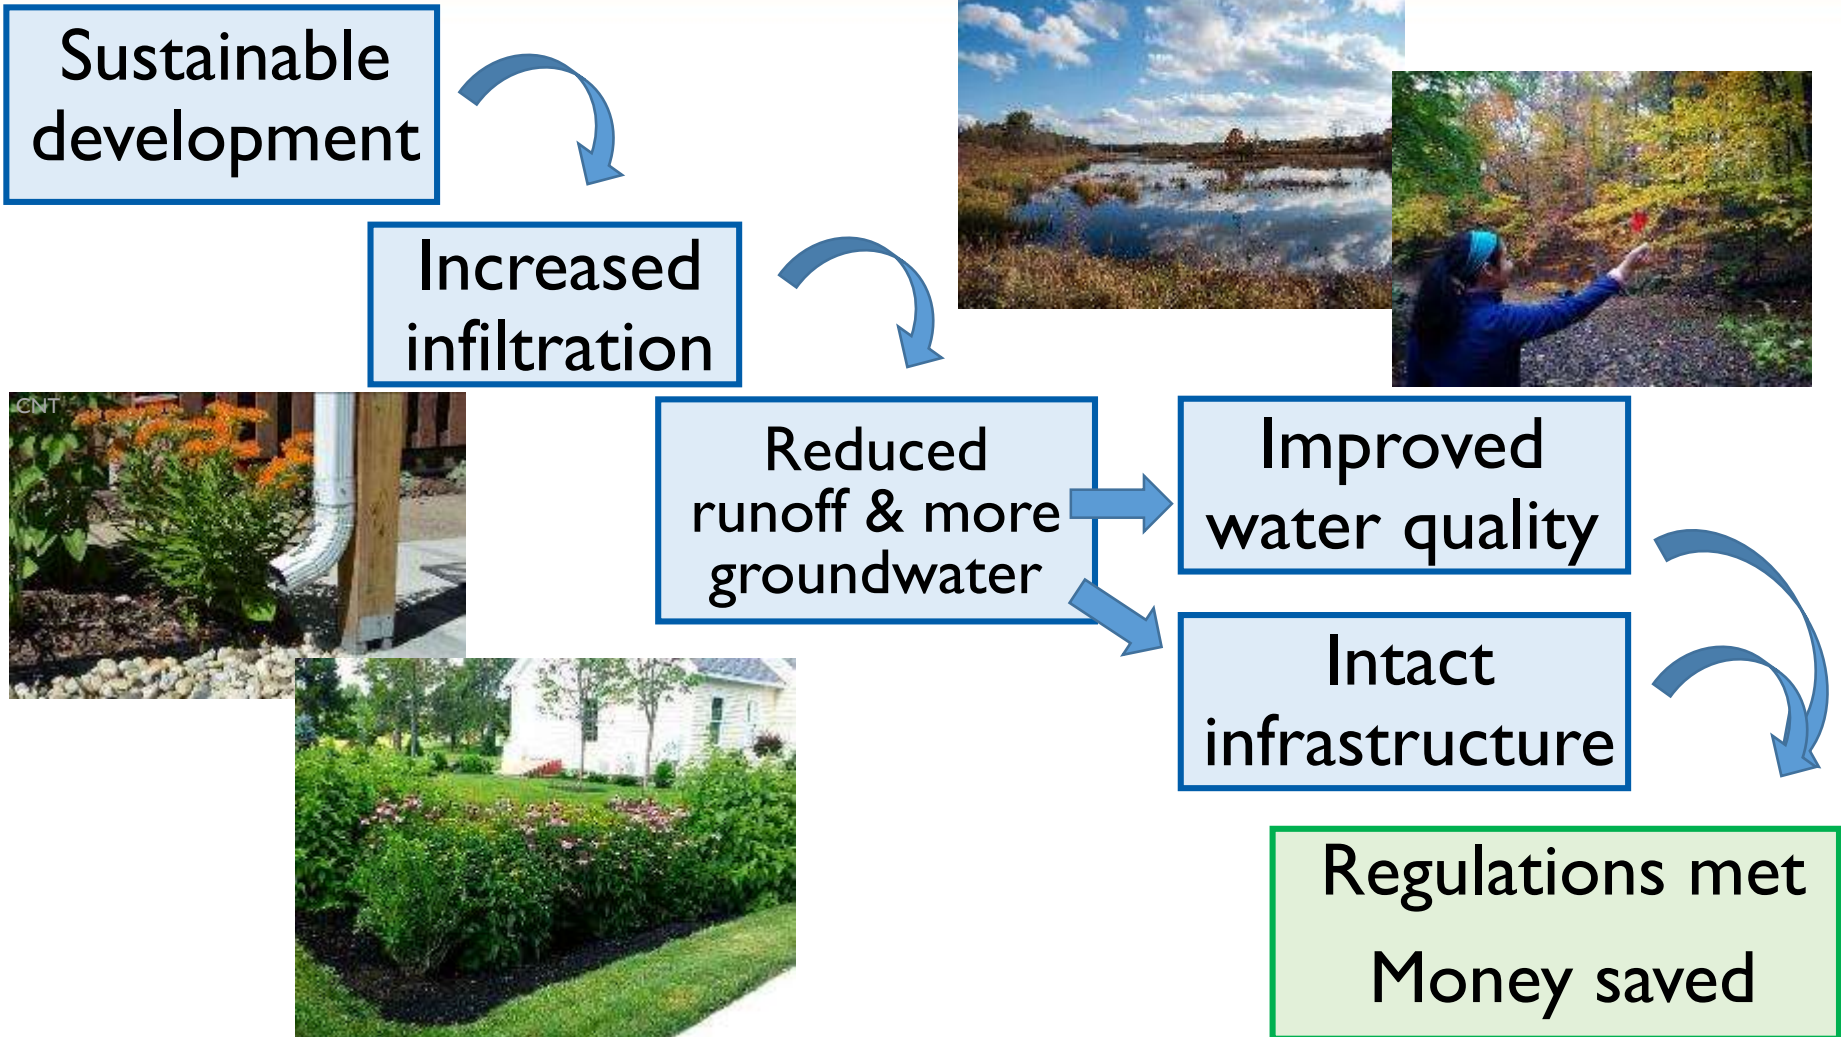 Sustainable
development
Increased
infiltration
CNT
Reduced
runoff & more
groundwater
Improved
water quality
Intact
infrastructure
Regulations met
Money saved